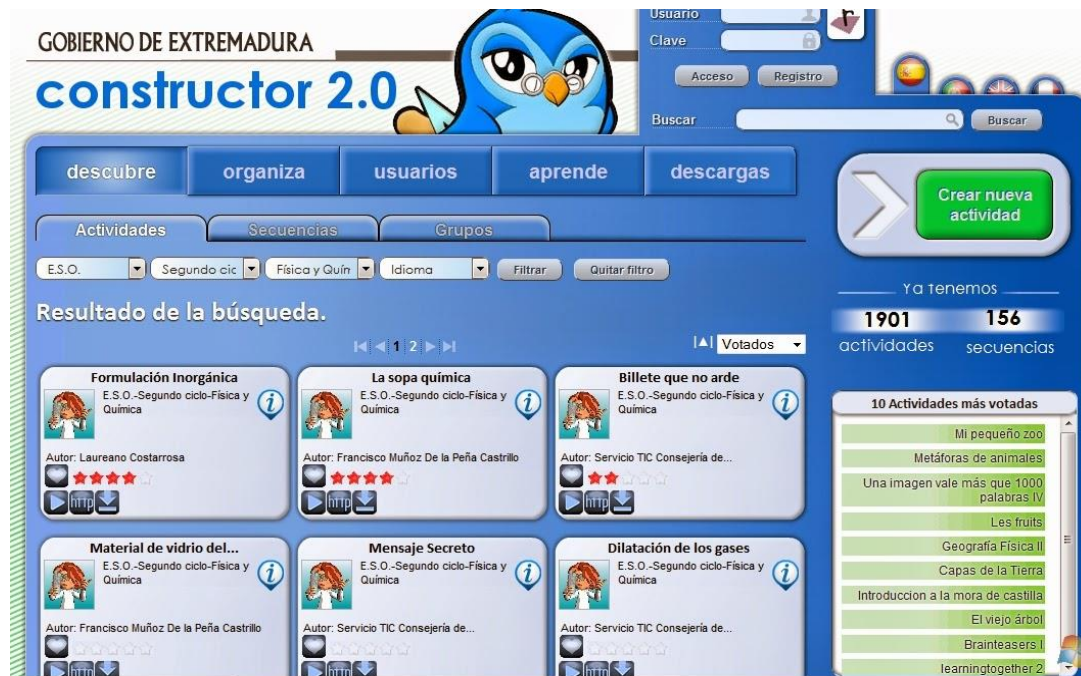 GOBIERNO DE EXTREMADURA
constructor 2.0
Usuario
Clave
Acceso Registro
Buscar Buscar
descubre organiza usuarios aprende descargas
Crear nueva
actividad
Actividades Secuencias Grupos
E.S.O. Segundo cic Física y Quín Idioma Filtrar Quitar filtro
Ya tenemos
1901 156
actividades secuencias
Resultado de la búsqueda.
1 2
Votados
Formulación Inorgánica
E.S.O.-Segundo ciclo-Física y
Química
Autor: Laureano Costarrosa
http
La sopa química
E.S.O.-Segundo ciclo-Física y
Química
Autor: Francisco Muñoz De la Peña Castrillo
http
Billete que no arde
E.S.O.-Segundo ciclo-Física y
Química
Autor: Servicio TIC Consejería de...
http
Material de vidrio del...
E.S.O.-Segundo ciclo-Física y
Química
Autor: Francisco Muñoz De la Peña Castrillo
http
Mensaje Secreto
E.S.O.-Segundo ciclo-Física y
Química
Autor: Servicio TIC Consejería de...
http
Dilatación de los gases
E.S.O.-Segundo ciclo-Física y
Química
Autor: Servicio TIC Consejería de...
http
10 Actividades más votadas
Mi pequeño zoo
Metáforas de animales
Una imagen vale más que 1000
palabras IV
Les fruits
Geografía Física II
Capas de la Tierra
Introduccion a la mora de castilla
El viejo árbol
Brainteasers I
learningtogether 2